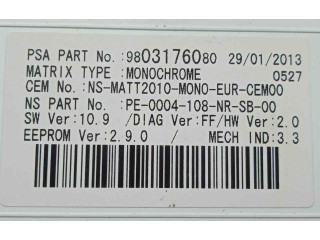 PSA PART No.:9803176080 29/01/2013
MATRIX TYPE :MONOCHROME 0527
CEM No. :NS-MATT2010-MONO-EUR-CEM00
NS PART No. :PE-0004-108-NR-SB-00
SW Ver: 10.9 /DIAG Ver:FF/HW Ver:2.0
EEPROM Ver:2.9.0 / MECH IND:3.3